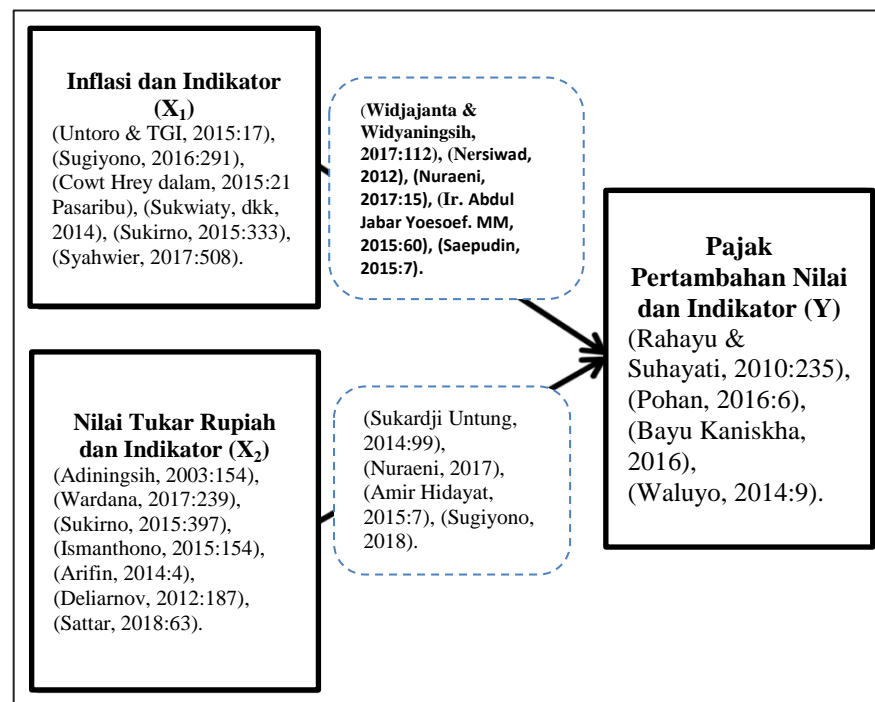 Inflasi dan Indikator
(X₁)
(Untoro & TGI, 2015:17),
(Sugiyono, 2016:291),
(Cowt Hrey dalam, 2015:21
Pasaribu), (Sukwiaty, dkk,
2014), (Sukirno, 2015:333),
(Syahwier, 2017:508).
(Widjajanta &
Widyaningsih,
2017:112), (Nersiwad,
2012), (Nuraeni,
2017:15), (Ir. Abdul
Jabar Yoesoef. MM,
2015:60), (Saepudin,
2015:7).
Nilai Tukar Rupiah
dan Indikator (X₂)
(Adiningsih, 2003:154),
(Wardana, 2017:239),
(Sukirno, 2015:397),
(Ismanthono, 2015:154),
(Arifin, 2014:4),
(Deliarnov, 2012:187),
(Sattar, 2018:63).
(Sukardji Untung,
2014:99),
(Nuraeni, 2017),
(Amir Hidayat,
2015:7), (Sugiyono,
2018).
Pajak
Pertambahan Nilai
dan Indikator (Y)
(Rahayu &
Suhayati, 2010:235),
(Pohan, 2016:6),
(Bayu Kaniskha,
2016),
(Waluyo, 2014:9).